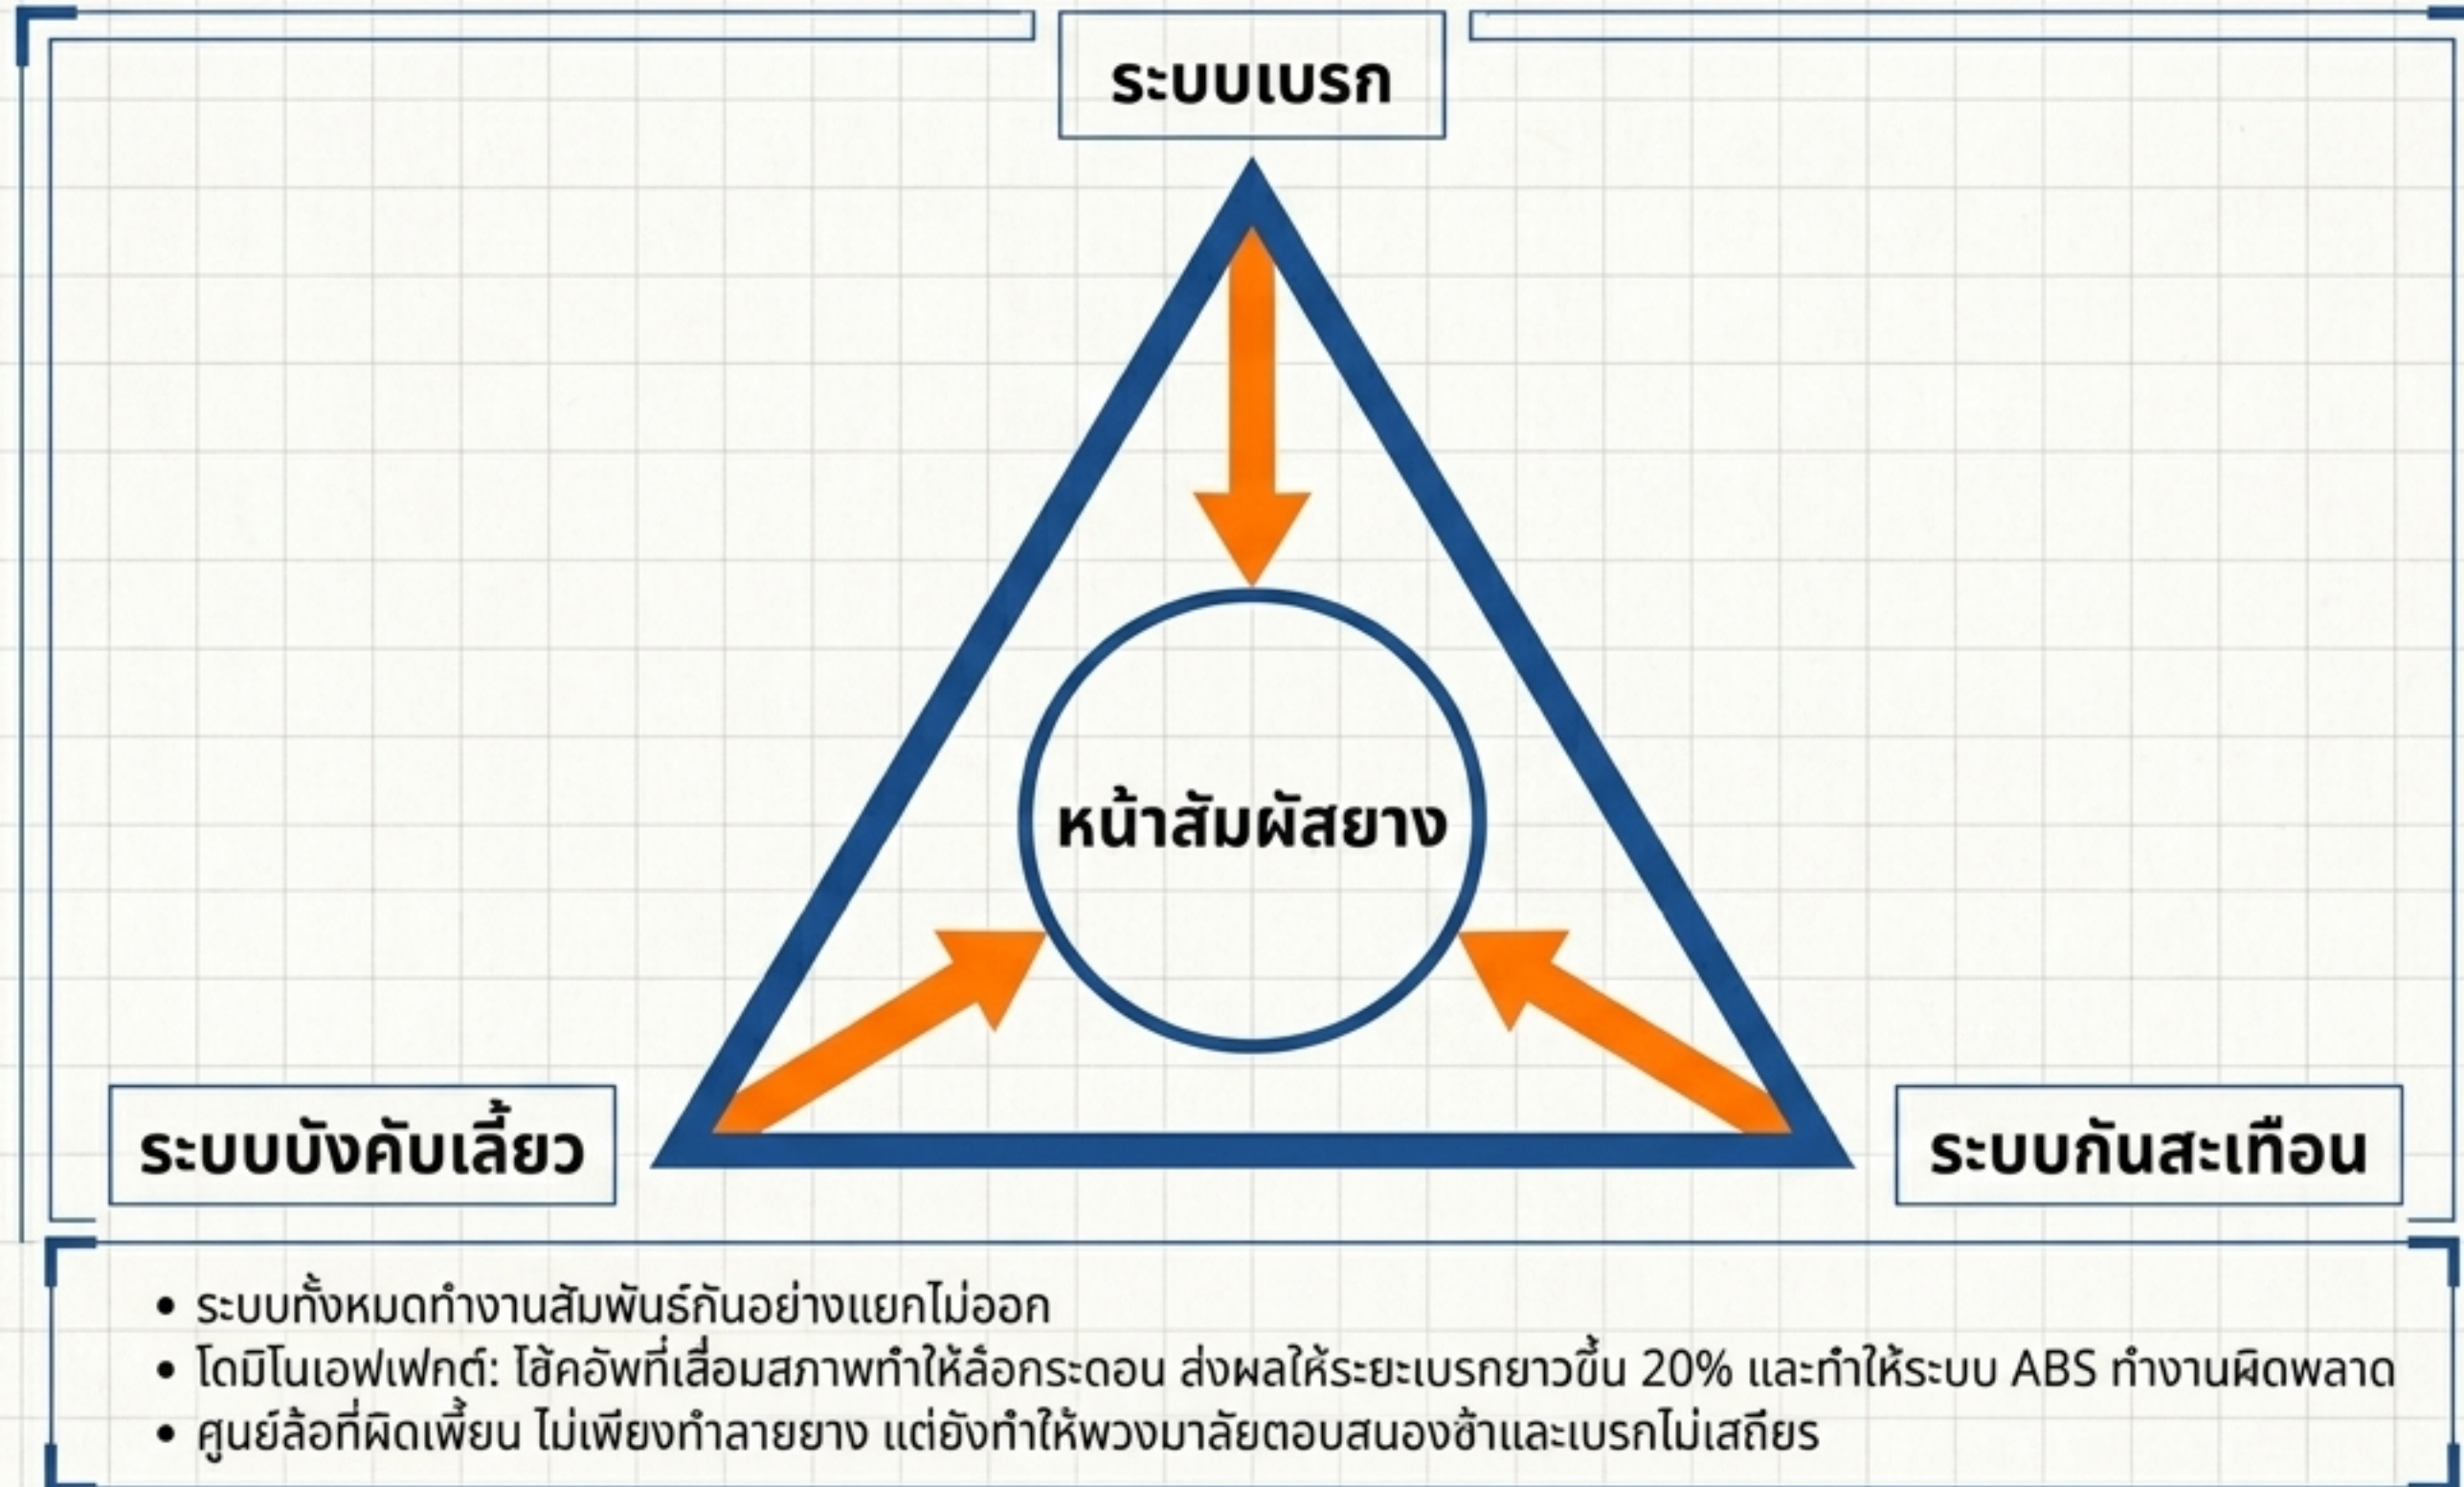 ระบบเบรก
หน้าสัมผัสยาง
ระบบบังคับเลี้ยว
ระบบกันสะเทือน
• ระบบทั้งหมดทำงานสัมพันธ์กันอย่างแยกไม่ออก
• โดมิโนเอฟเฟกต์: โช้คอัพที่เสื่อมสภาพทำให้ล้อกระดอน ส่งผลให้ระยะเบรกยาวขึ้น 20% และทำให้ระบบ ABS ทำงานผิดพลาด
• ศูนย์ล้อที่ผิดเพี้ยน ไม่เพียงทำลายยาง แต่ยังทำให้พวงมาลัยตอบสนองช้าและเบรกไม่เสถียร